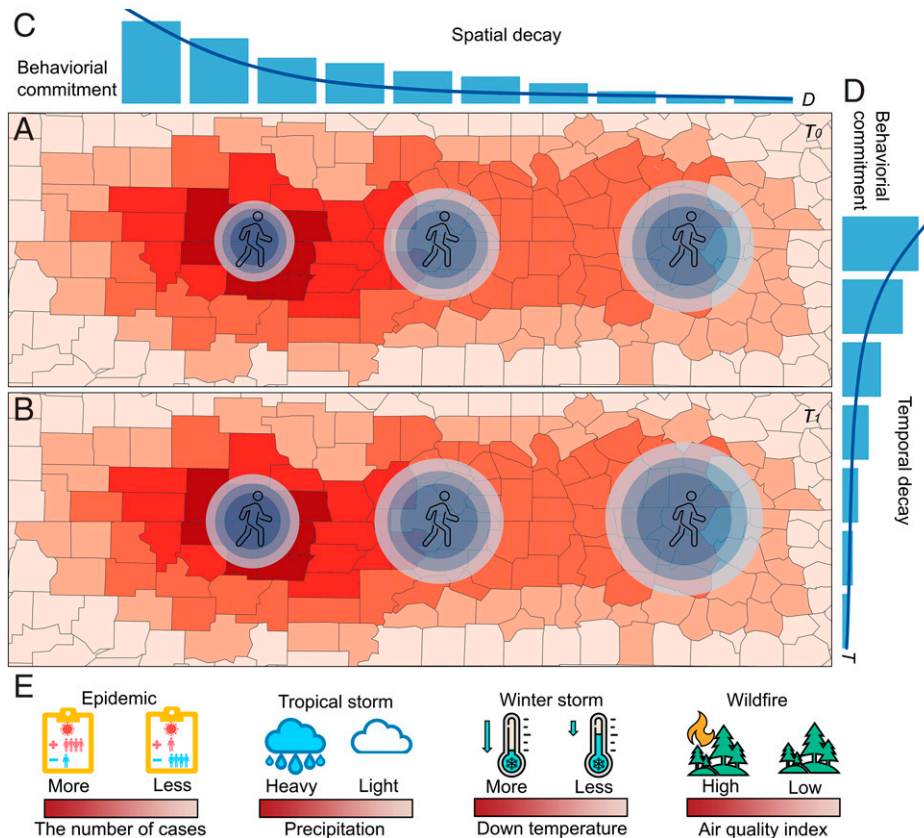 C
Spatial decay
Behaviorial
commitment
D
A
T0
D
Behaviorial
commitment
Temporal decay
T
B
T1
E
Epidemic
More
Less
The number of cases
Tropical storm
Heavy
Light
Precipitation
Winter storm
More
Less
Down temperature
Wildfire
High
Low
Air quality index